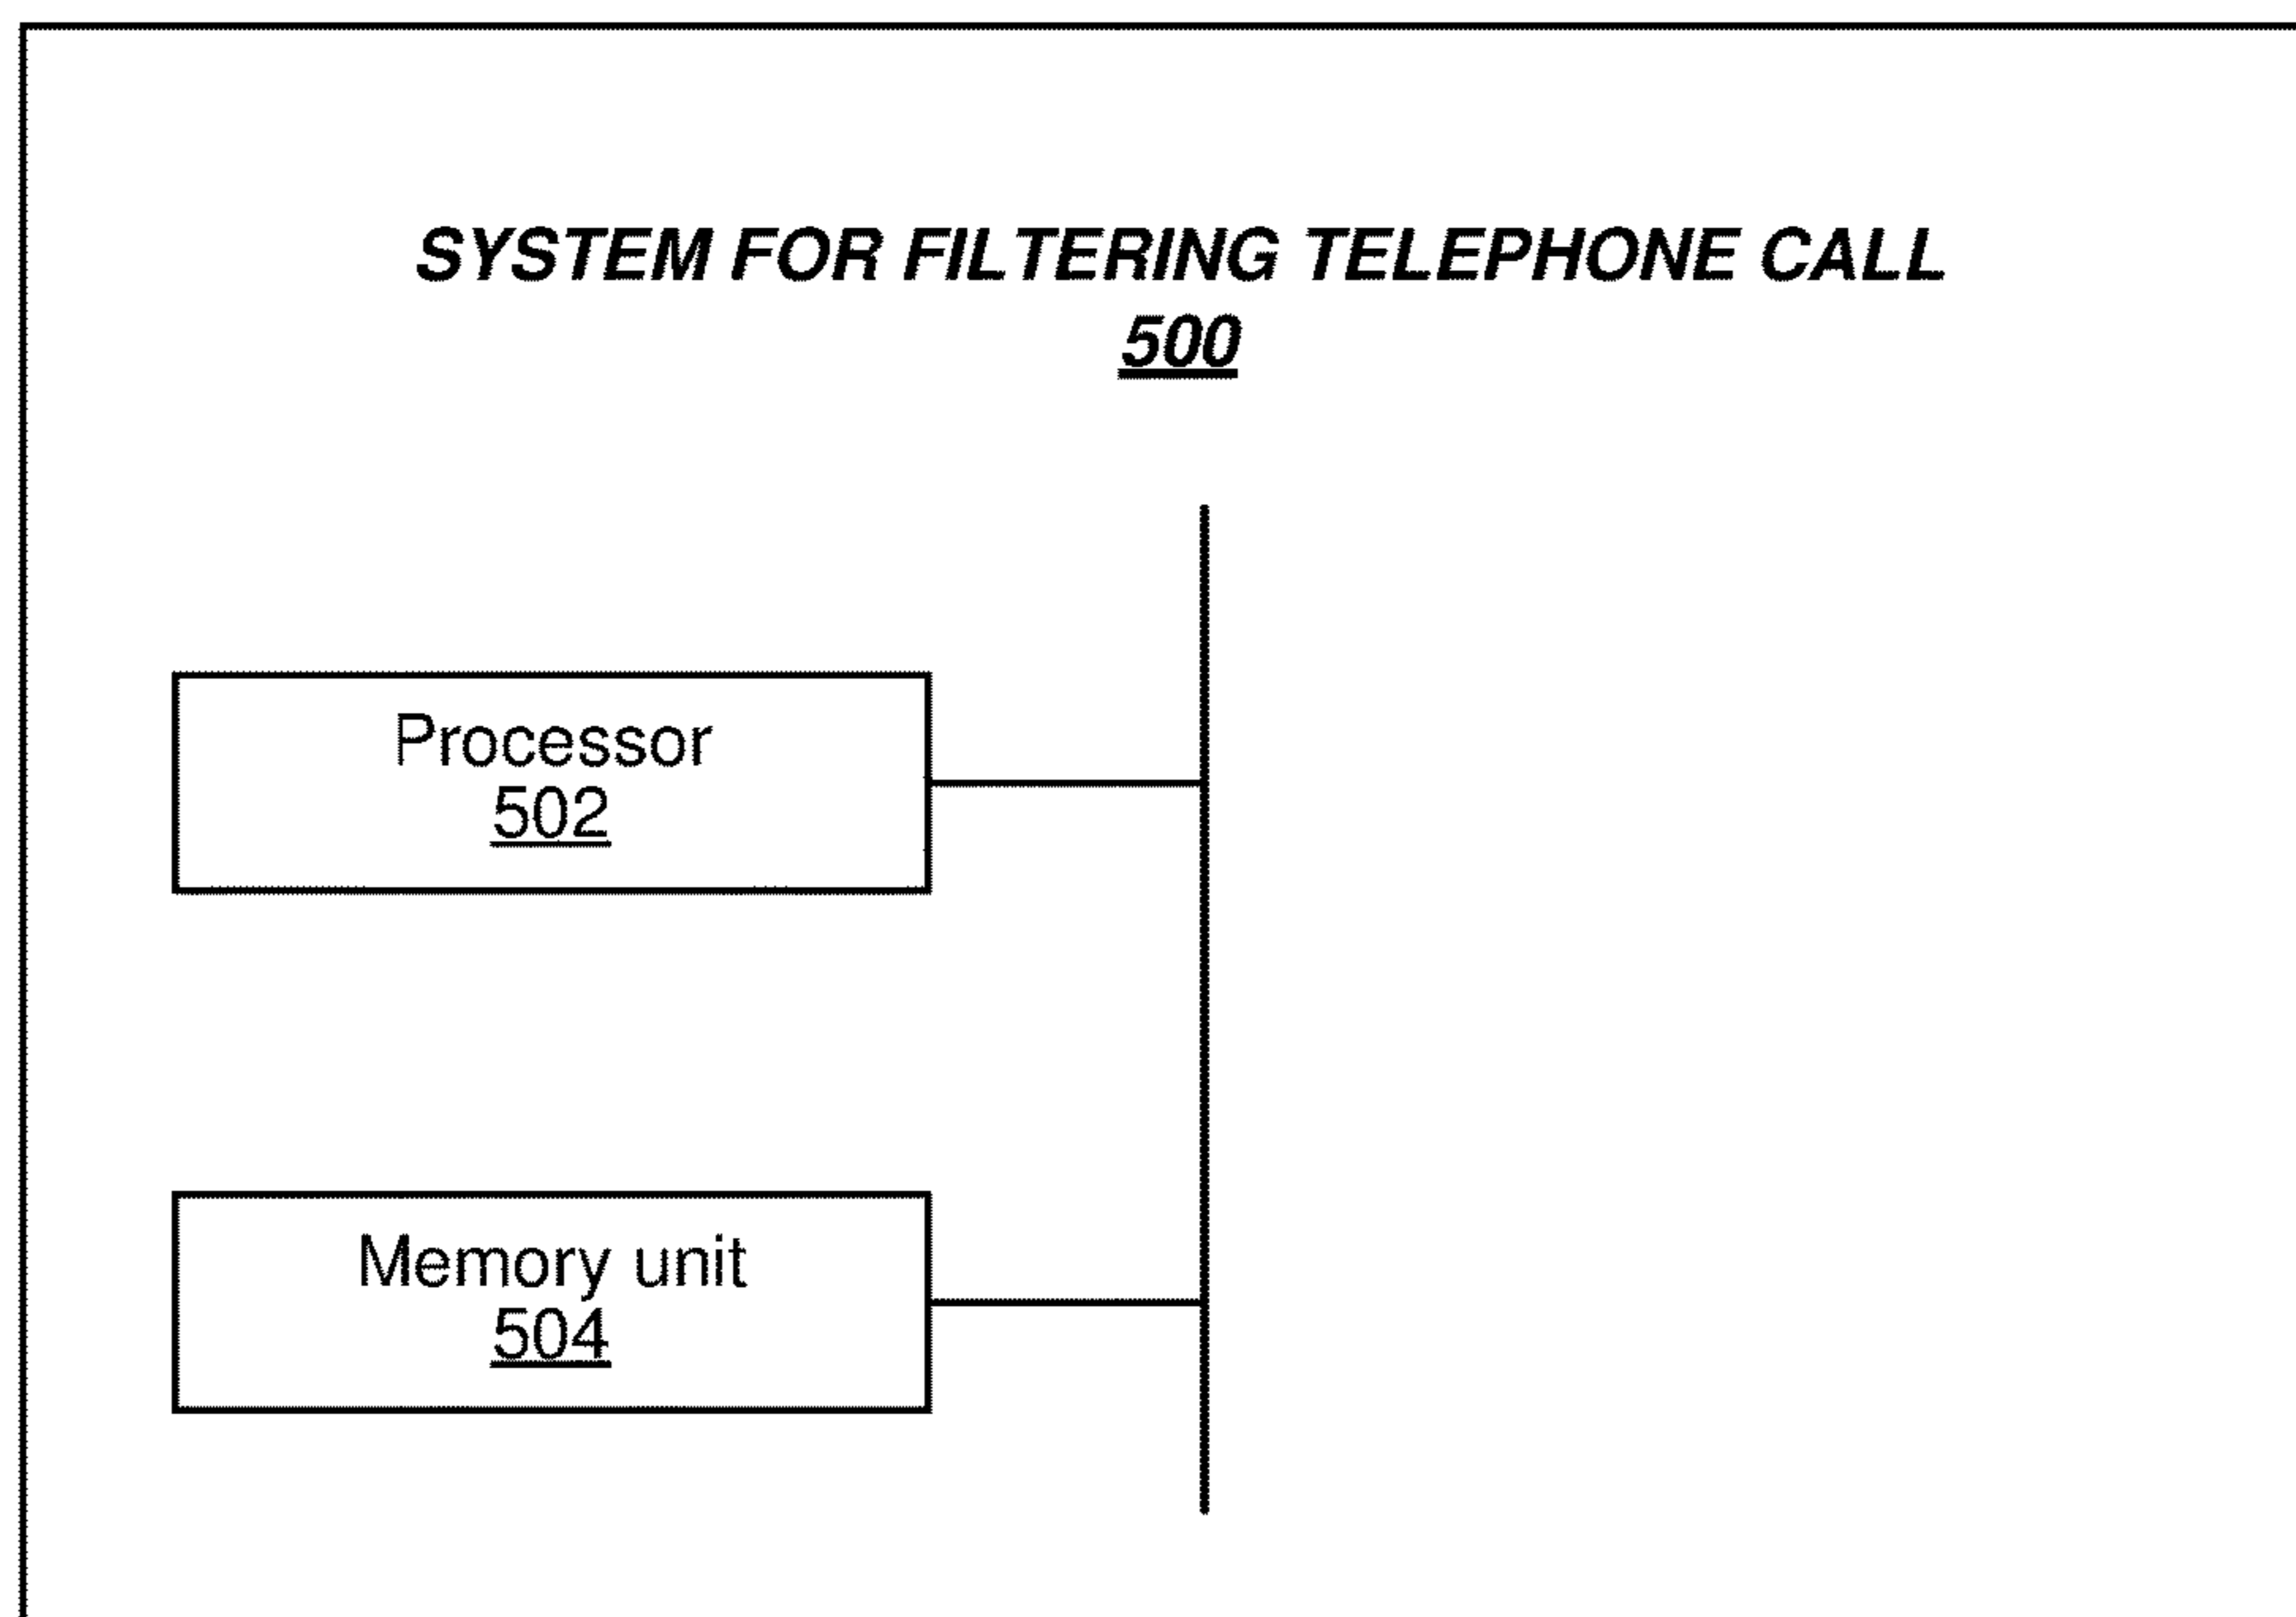 SYSTEM FOR FILTERING TELEPHONE CALL
500
Processor
502
Memory unit
504